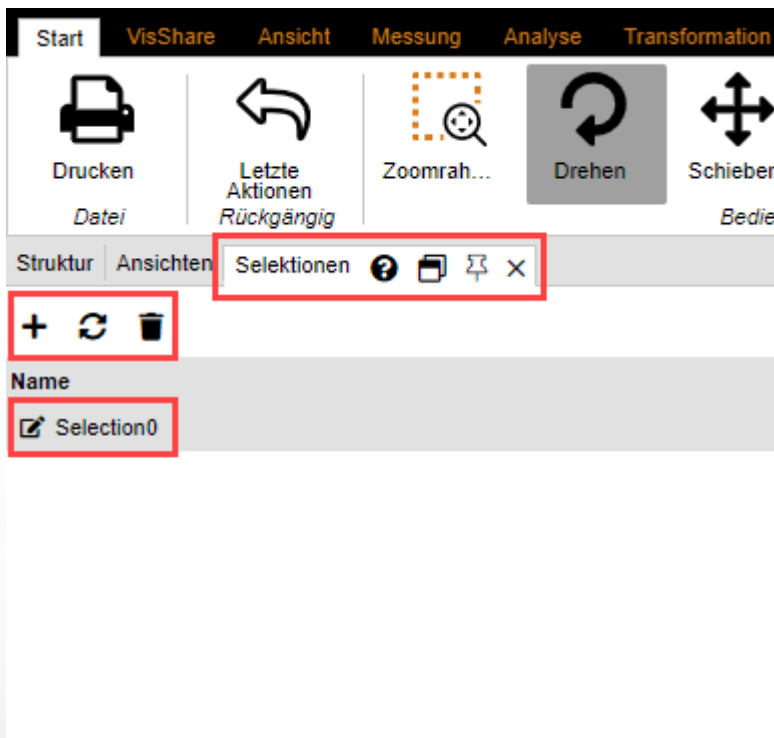 Start VisShare Ansicht Messung Analyse Transformation
Drucken Letzte Aktionen Zoomrah... Drehen Schieben
Datei Rückgängig Bedie
Struktur Ansichten Selektionen
Name
Selection0